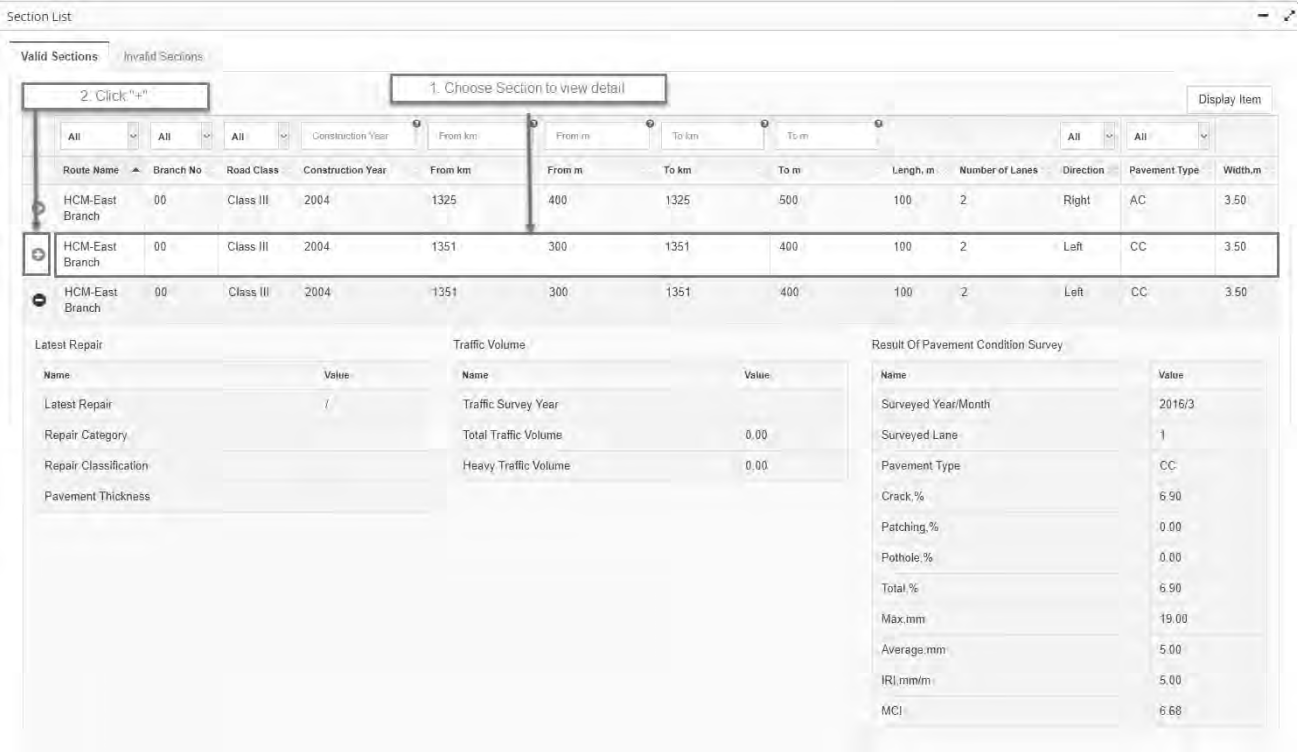 Section List
Valid Sections Invalid Sections
2. Click "+"
1. Choose Section to view detail
Display Item
All All All Construction Year From km From m To km To m All All
Route Name Branch No Road Class Construction Year From km From m To km To m Lengh, m Number of Lanes Direction Pavement Type Width,m
HCM-East Branch 00 Class III 2004 1325 400 1325 500 100 2 Right AC 3.50
HCM-East Branch 00 Class III 2004 1351 300 1351 400 100 2 Left CC 3.50
HCM-East Branch 00 Class III 2004 1351 300 1351 400 100 2 Left CC 3.50
Latest Repair
Name Value
Latest Repair /
Repair Category
Repair Classification
Pavement Thickness
Traffic Volume
Name Value
Traffic Survey Year
Total Traffic Volume 0.00
Heavy Traffic Volume 0.00
Result Of Pavement Condition Survey
Name Value
Surveyed Year/Month 2016/3
Surveyed Lane 1
Pavement Type CC
Crack,% 6.90
Patching,% 0.00
Pothole,% 0.00
Total,% 6.90
Max,mm 19.00
Average,mm 5.00
IRI,mm/m 5.00
MCI 6.68